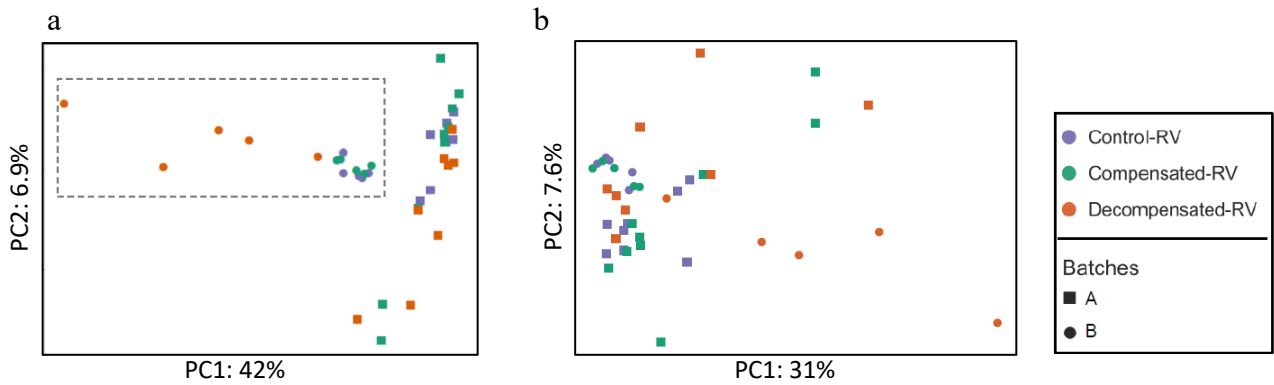 a
PC2: 6.9%
PC1: 42%
b
PC2: 7.6%
PC1: 31%
Control-RV
Compensated-RV
Decompensated-RV
Batches
A
B